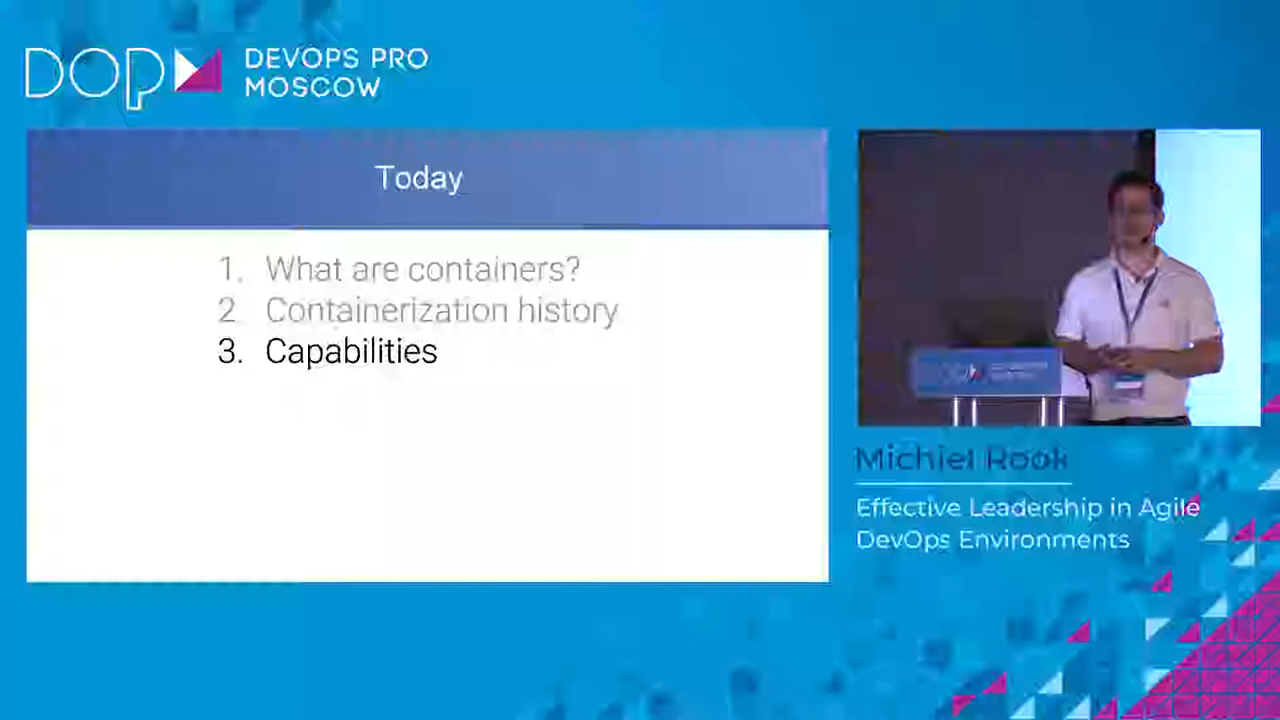 DOP
DEVOPS PRO
MOSCOW
Today
1. What are containers?
2. Containerization history
3. Capabilities
Michiel Rook
Effective Leadership in Agile
DevOps Environments